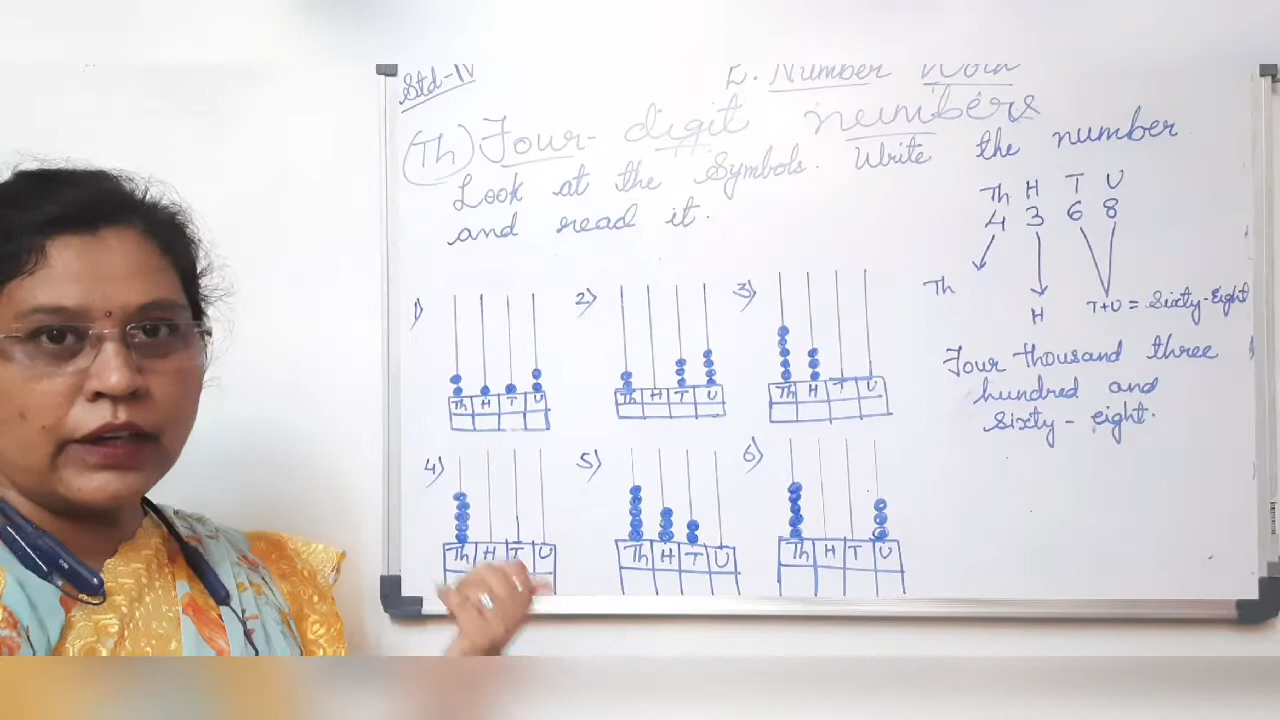 Std-IV
2. Number Work
(Th) Four-digit numbers
Look at the Symbols. Write the number
and read it.
Th H T U
4 3 6 8
Th
H
T+U = Sixty-Eight
Four thousand three
hundred and
sixty-eight.
1) 2) 3)
Th H T U
Th H T U
Th H T U
4) 5) 6)
Th H T U
Th H T U
Th H T U